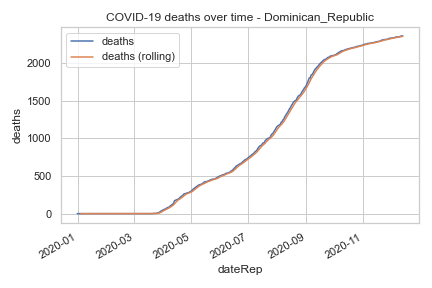 COVID-19 deaths over time - Dominican_Republic
deaths
deaths (rolling)
deaths
2000
1500
1000
500
0
2020-01
2020-03
2020-05
2020-07
2020-09
2020-11
dateRep